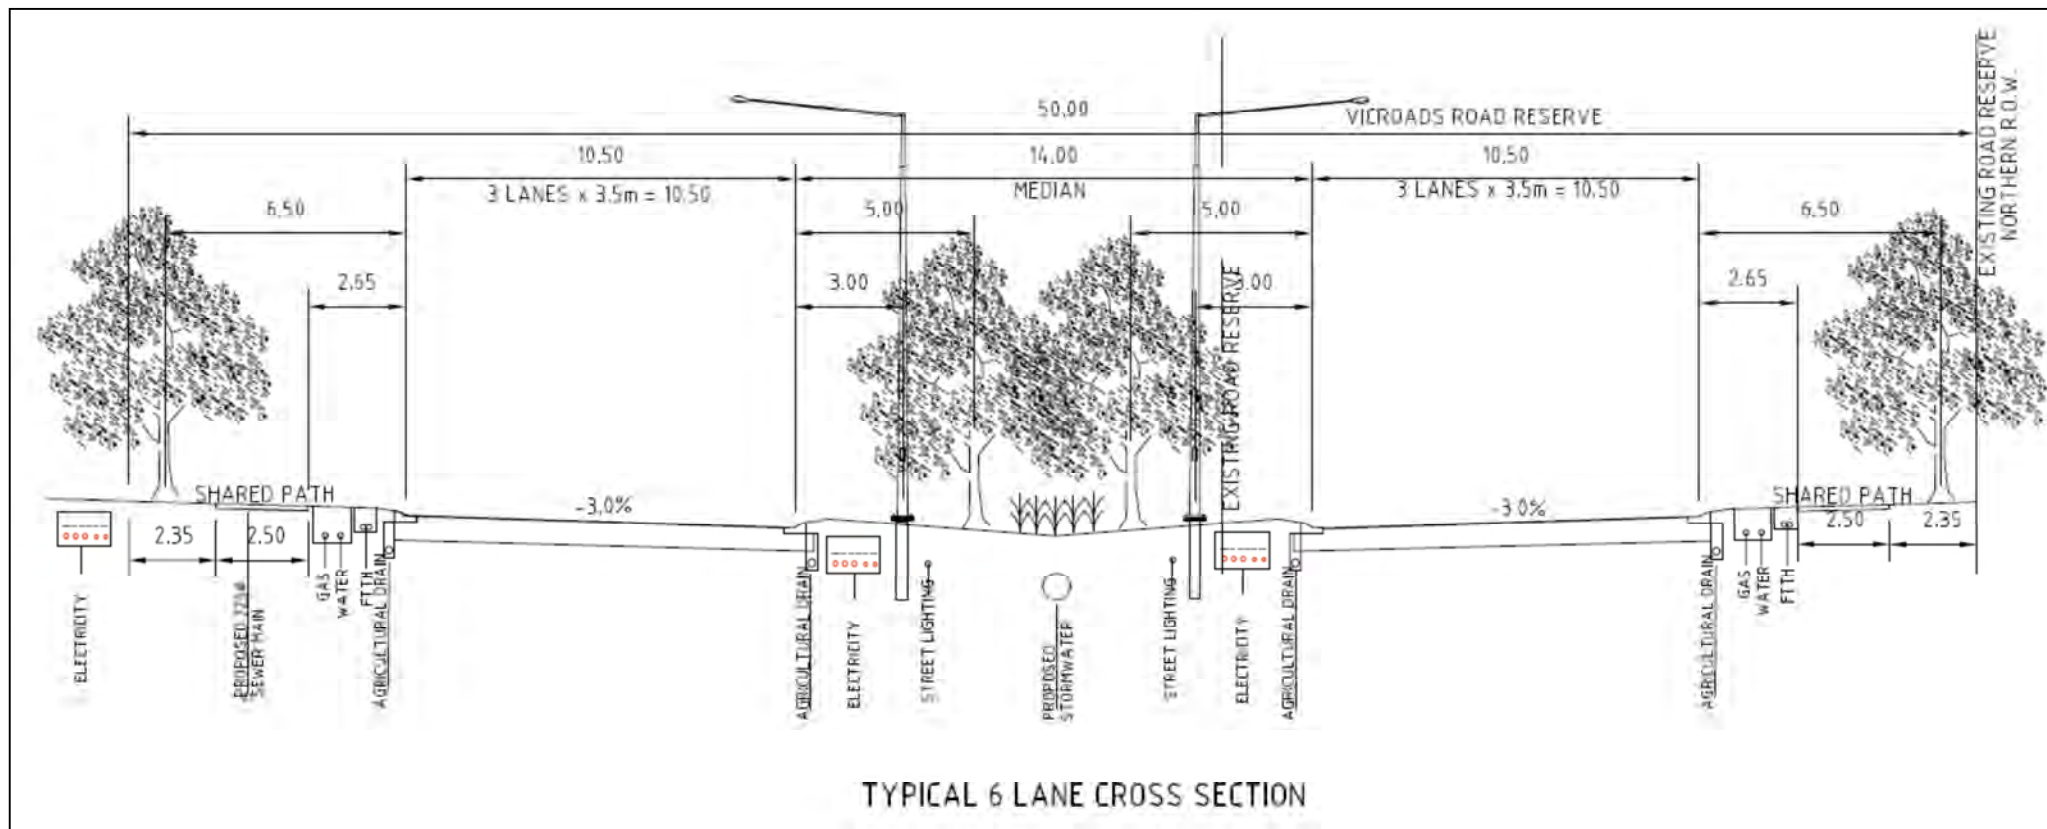 50.00
VICROADS ROAD RESERVE
EXISTING ROAD RESERVE
NORTHERN R.O.W.
10.50
14.00
10.50
3 LANES x 3.5m = 10.50
MEDIAN
3 LANES x 3.5m = 10.50
6.50
5.00
5.00
6.50
2.65
3.00
3.00
2.65
EXISTING ROAD RESERVE
SHARED PATH
-3.0%
-3.0%
SHARED PATH
2.35
2.50
2.50
2.35
ELECTRICITY
PROPOSED
SEWER MAIN
GAS
WATER
FTTH
AGRICULTURAL DRAIN
AGRICULTURAL DRAIN
ELECTRICITY
STREET LIGHTING
PROPOSED
STORMWATER
STREET LIGHTING
ELECTRICITY
AGRICULTURAL DRAIN
AGRICULTURAL DRAIN
GAS
WATER
FTTH
TYPICAL 6 LANE CROSS SECTION